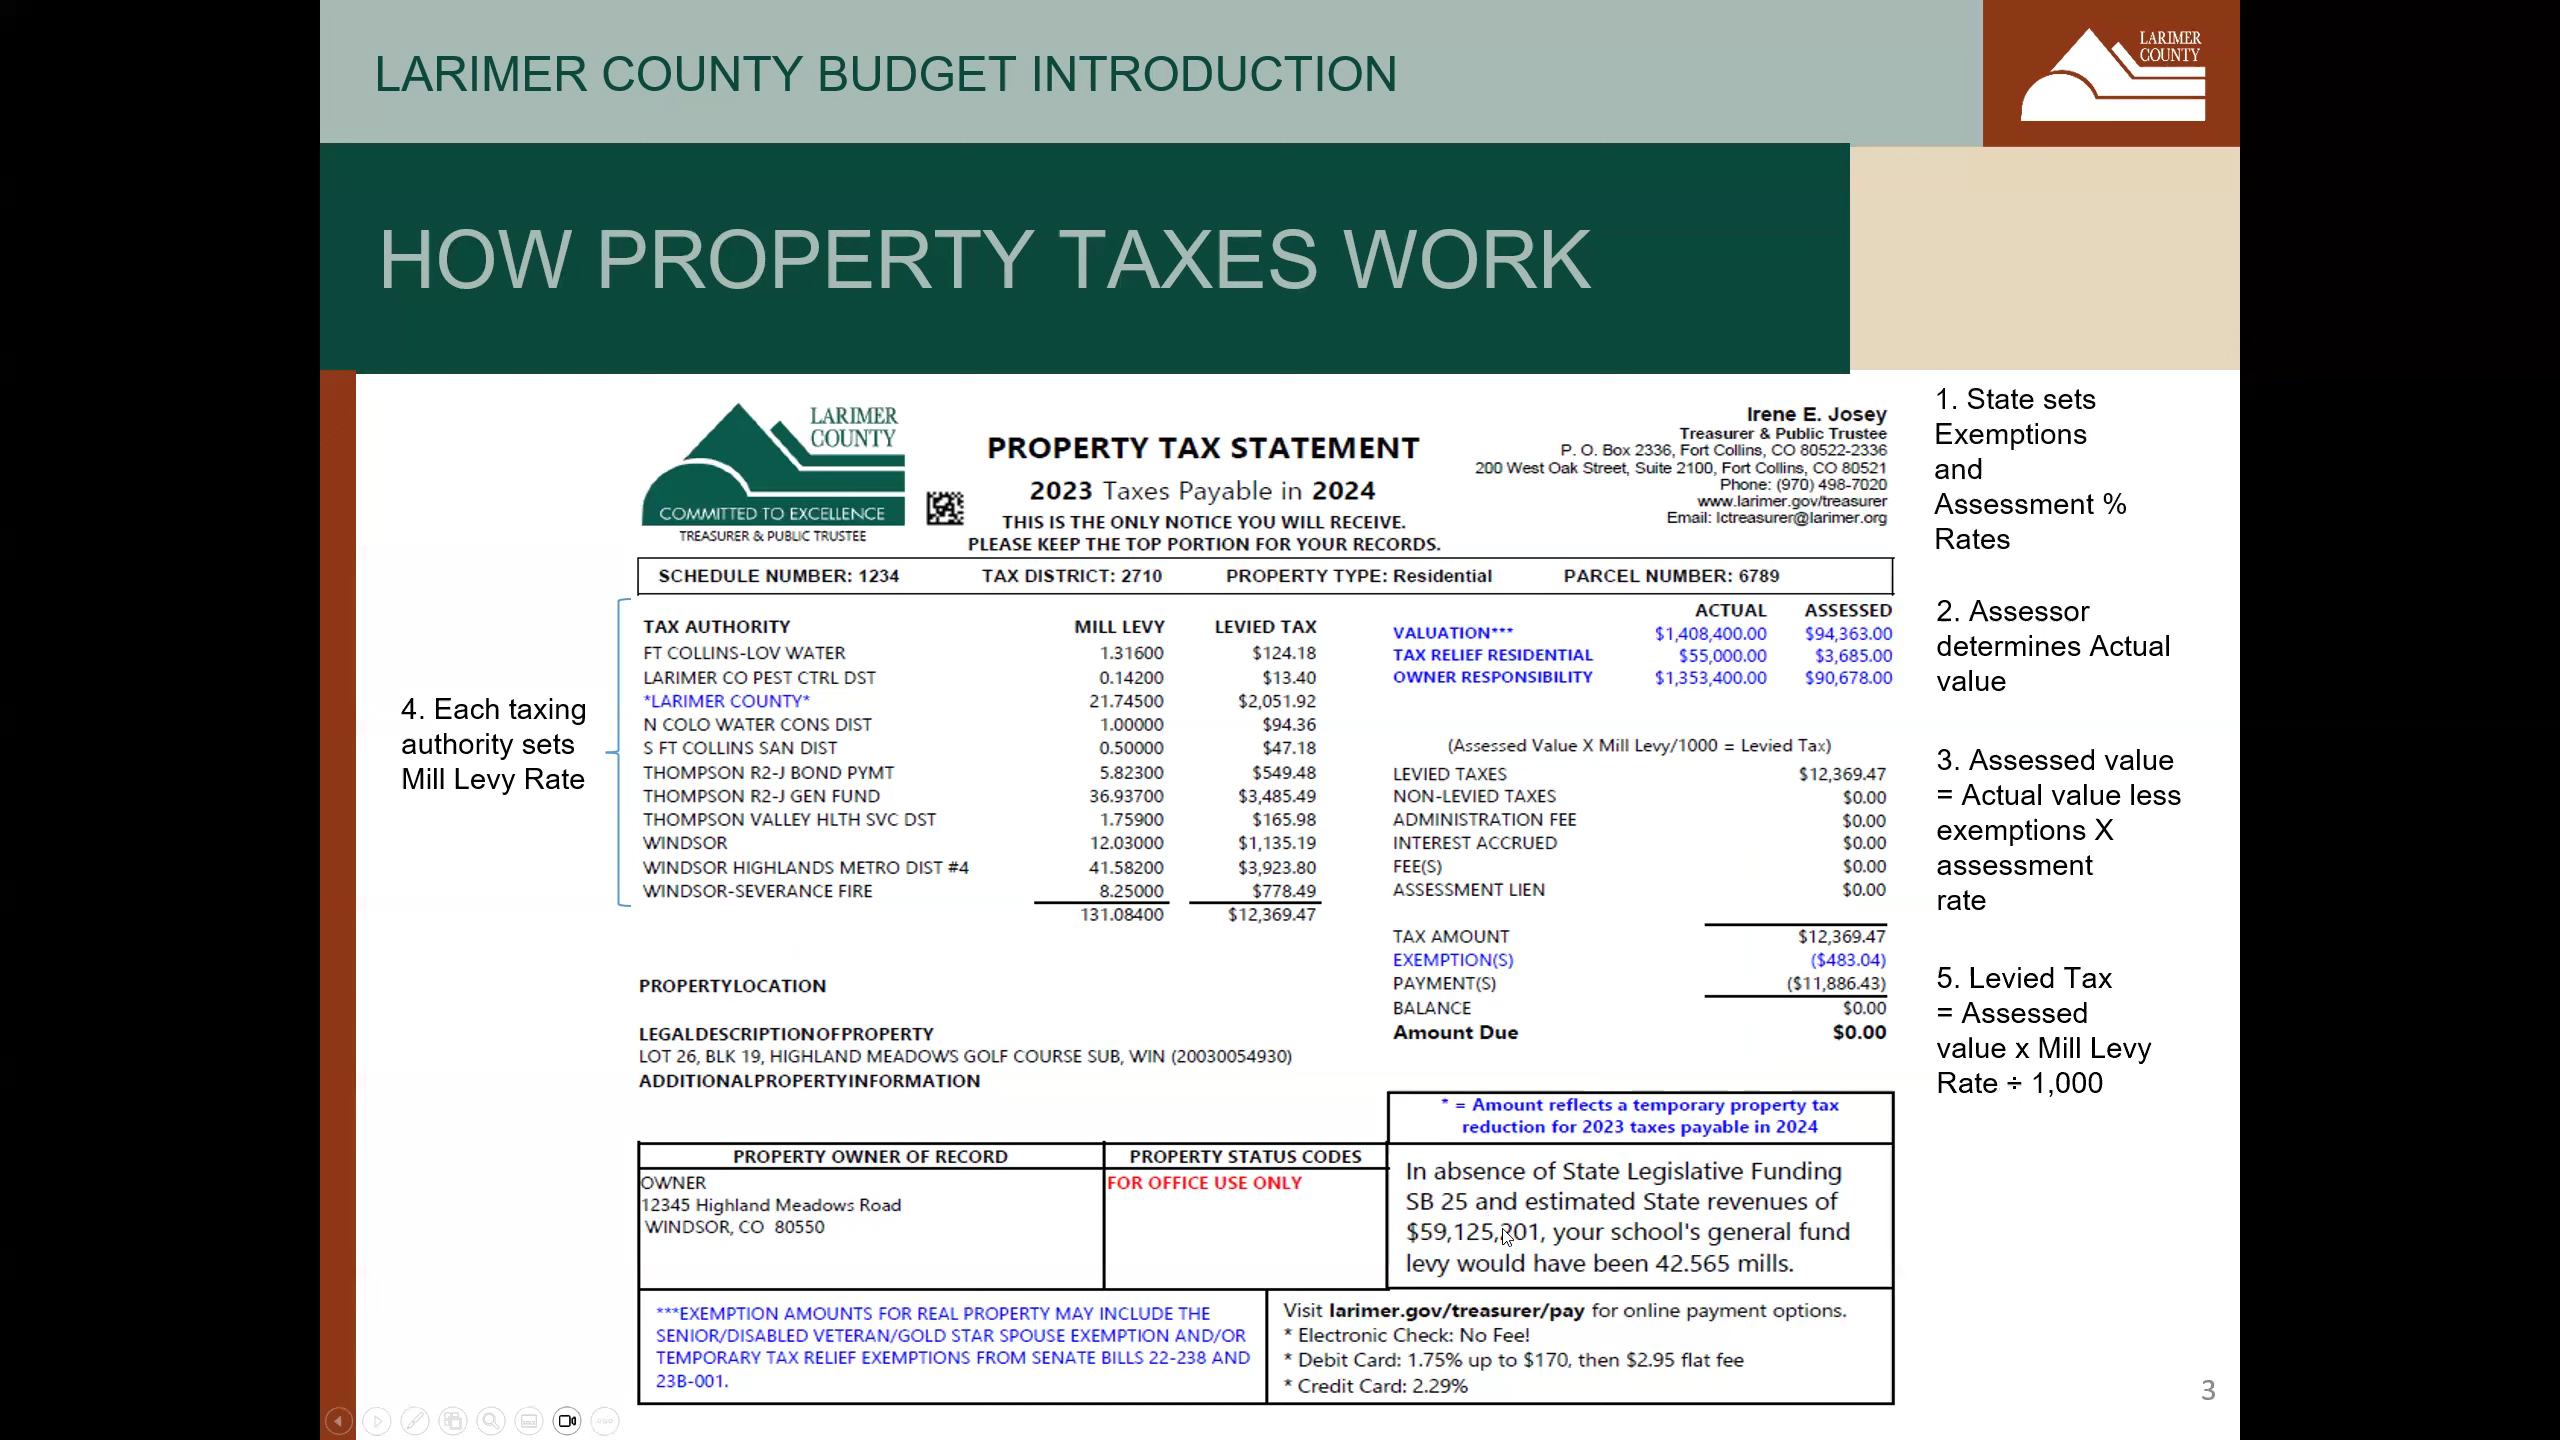 LARIMER COUNTY BUDGET INTRODUCTION
LARIMER
COUNTY
HOW PROPERTY TAXES WORK
LARIMER
COUNTY
COMMITTED TO EXCELLENCE
TREASURER & PUBLIC TRUSTEE
PROPERTY TAX STATEMENT
2023 Taxes Payable in 2024
THIS IS THE ONLY NOTICE YOU WILL RECEIVE.
PLEASE KEEP THE TOP PORTION FOR YOUR RECORDS.
Irene E. Josey
Treasurer & Public Trustee
P. O. Box 2336, Fort Collins, CO 80522-2336
200 West Oak Street, Suite 2100, Fort Collins, CO 80521
Phone: (970) 498-7020
www.larimer.gov/treasurer
Email: lctreasurer@larimer.org
SCHEDULE NUMBER: 1234 TAX DISTRICT: 2710 PROPERTY TYPE: Residential PARCEL NUMBER: 6789
4. Each taxing
authority sets
Mill Levy Rate
TAX AUTHORITY MILL LEVY LEVIED TAX
FT COLLINS-LOV WATER 1.31600 $124.18
LARIMER CO PEST CTRL DST 0.14200 $13.40
*LARIMER COUNTY* 21.74500 $2,051.92
N COLO WATER CONS DIST 1.00000 $94.36
S FT COLLINS SAN DIST 0.50000 $47.18
THOMPSON R2-J BOND PYMT 5.82300 $549.48
THOMPSON R2-J GEN FUND 36.93700 $3,485.49
THOMPSON VALLEY HLTH SVC DST 1.75900 $165.98
WINDSOR 12.03000 $1,135.19
WINDSOR HIGHLANDS METRO DIST #4 41.58200 $3,923.80
WINDSOR-SEVERANCE FIRE 8.25000 $778.49
131.08400 $12,369.47
ACTUAL ASSESSED
VALUATION*** $1,408,400.00 $94,363.00
TAX RELIEF RESIDENTIAL $55,000.00 $3,685.00
OWNER RESPONSIBILITY $1,353,400.00 $90,678.00
(Assessed Value X Mill Levy/1000 = Levied Tax)
LEVIED TAXES $12,369.47
NON-LEVIED TAXES $0.00
ADMINISTRATION FEE $0.00
INTEREST ACCRUED $0.00
FEE(S) $0.00
ASSESSMENT LIEN $0.00
TAX AMOUNT $12,369.47
EXEMPTION(S) ($483.04)
PAYMENT(S) ($11,886.43)
BALANCE $0.00
Amount Due $0.00
PROPERTYLOCATION
LEGALDESCRIPTIONOFPROPERTY
LOT 26, BLK 19, HIGHLAND MEADOWS GOLF COURSE SUB, WIN (20030054930)
ADDITIONALPROPERTYINFORMATION
* = Amount reflects a temporary property tax
reduction for 2023 taxes payable in 2024
PROPERTY OWNER OF RECORD
OWNER
12345 Highland Meadows Road
WINDSOR, CO 80550
PROPERTY STATUS CODES
FOR OFFICE USE ONLY
In absence of State Legislative Funding
SB 25 and estimated State revenues of
$59,125,201, your school's general fund
levy would have been 42.565 mills.
***EXEMPTION AMOUNTS FOR REAL PROPERTY MAY INCLUDE THE
SENIOR/DISABLED VETERAN/GOLD STAR SPOUSE EXEMPTION AND/OR
TEMPORARY TAX RELIEF EXEMPTIONS FROM SENATE BILLS 22-238 AND
23B-001.
Visit larimer.gov/treasurer/pay for online payment options.
* Electronic Check: No Fee!
* Debit Card: 1.75% up to $170, then $2.95 flat fee
* Credit Card: 2.29%
1. State sets
Exemptions
and
Assessment %
Rates
2. Assessor
determines Actual
value
3. Assessed value
= Actual value less
exemptions X
assessment
rate
5. Levied Tax
= Assessed
value x Mill Levy
Rate ÷ 1,000
3